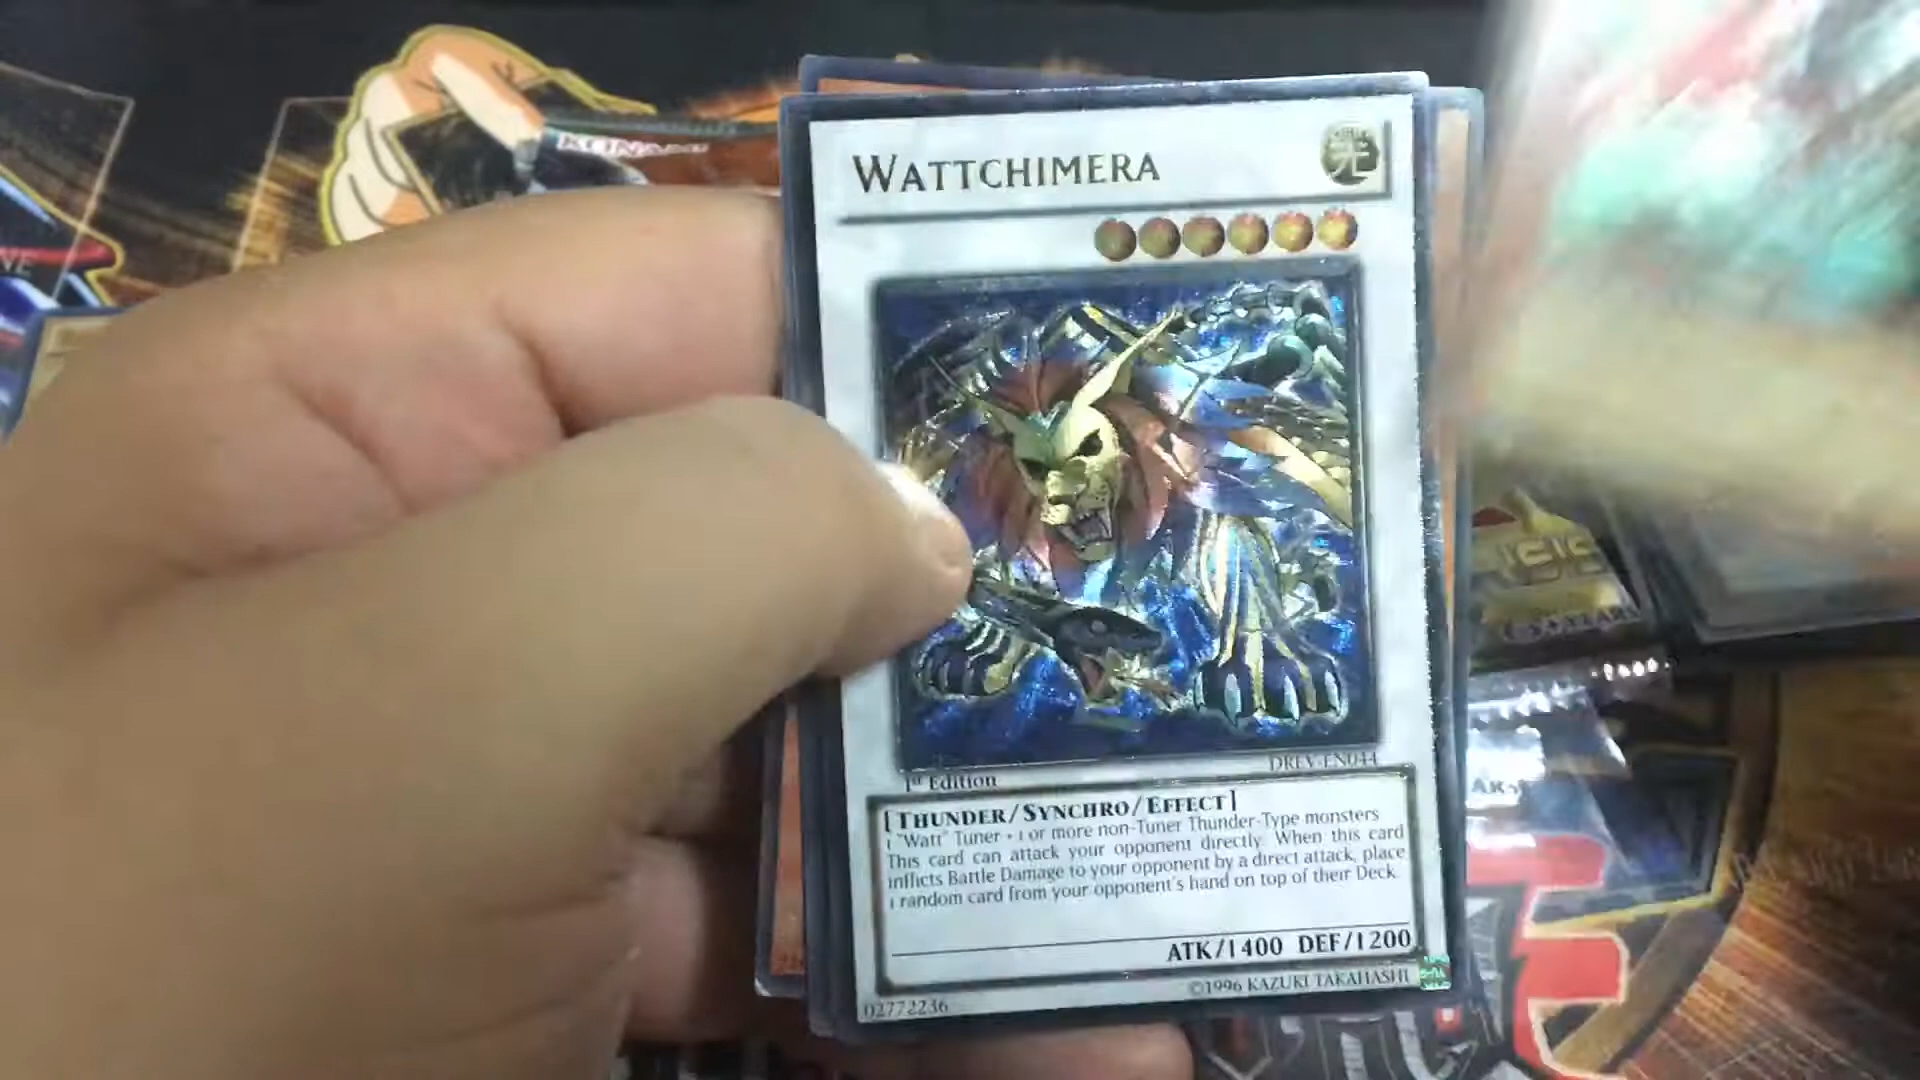 KONAMI
WATTCHIMERA
光
VE
1st Edition
DREV-EN044
[THUNDER/SYNCHRO/EFFECT]
1 "Watt" Tuner + 1 or more non-Tuner Thunder-Type monsters
This card can attack your opponent directly. When this card
inflicts Battle Damage to your opponent by a direct attack, place
1 random card from your opponent's hand on top of their Deck.
ATK/1400 DEF/1200
©1996 KAZUKI TAKAHASHI
02772236